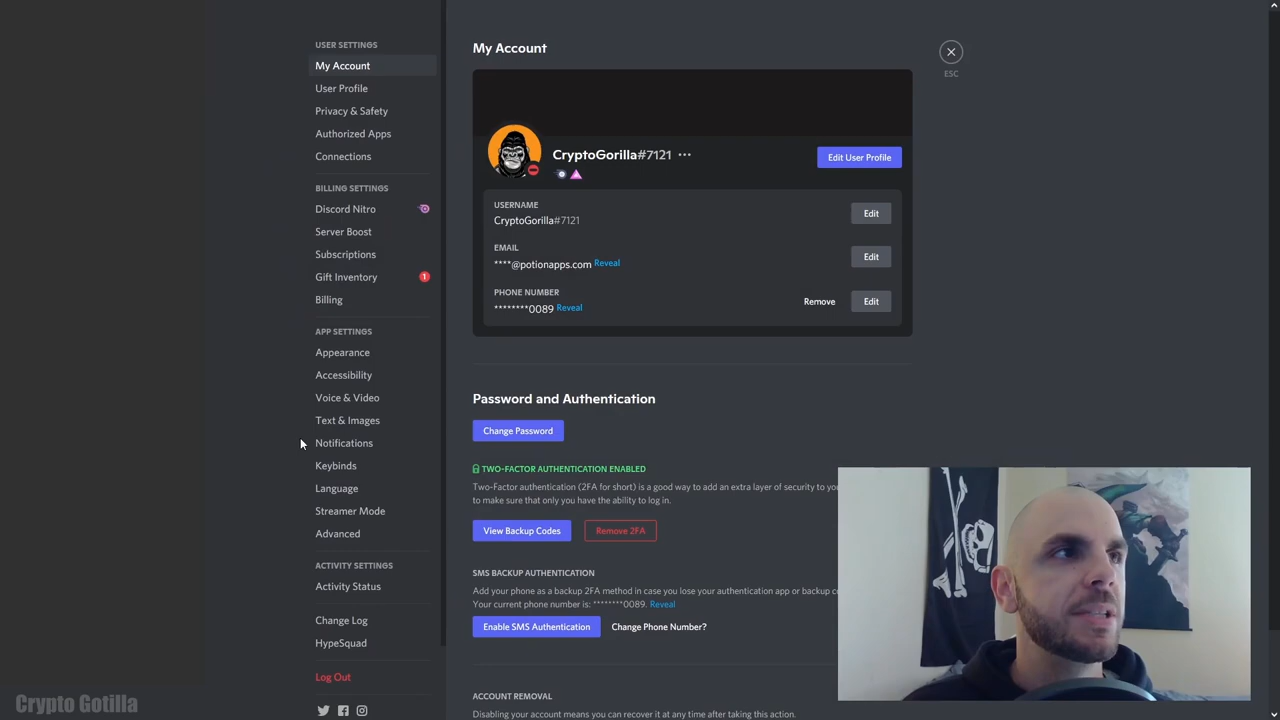 USER SETTINGS
My Account
User Profile
Privacy & Safety
Authorized Apps
Connections
BILLING SETTINGS
Discord Nitro
Server Boost
Subscriptions
Gift Inventory 1
Billing
APP SETTINGS
Appearance
Accessibility
Voice & Video
Text & Images
Notifications
Keybinds
Language
Streamer Mode
Advanced
ACTIVITY SETTINGS
Activity Status
Change Log
HypeSquad
Log Out
My Account
ESC
CryptoGorilla#7121
Edit User Profile
USERNAME
CryptoGorilla#7121
Edit
EMAIL
****@potionapps.com Reveal
Edit
PHONE NUMBER
********0089 Reveal
Remove Edit
Password and Authentication
Change Password
TWO-FACTOR AUTHENTICATION ENABLED
Two-Factor authentication (2FA for short) is a good way to add an extra layer of security to you
to make sure that only you have the ability to log in.
View Backup Codes Remove 2FA
SMS BACKUP AUTHENTICATION
Add your phone as a backup 2FA method in case you lose your authentication app or backup co
Your current phone number is: ********0089. Reveal
Enable SMS Authentication Change Phone Number?
ACCOUNT REMOVAL
Disabling your account means you can recover it at any time after taking this action.
Crypto Gotilla